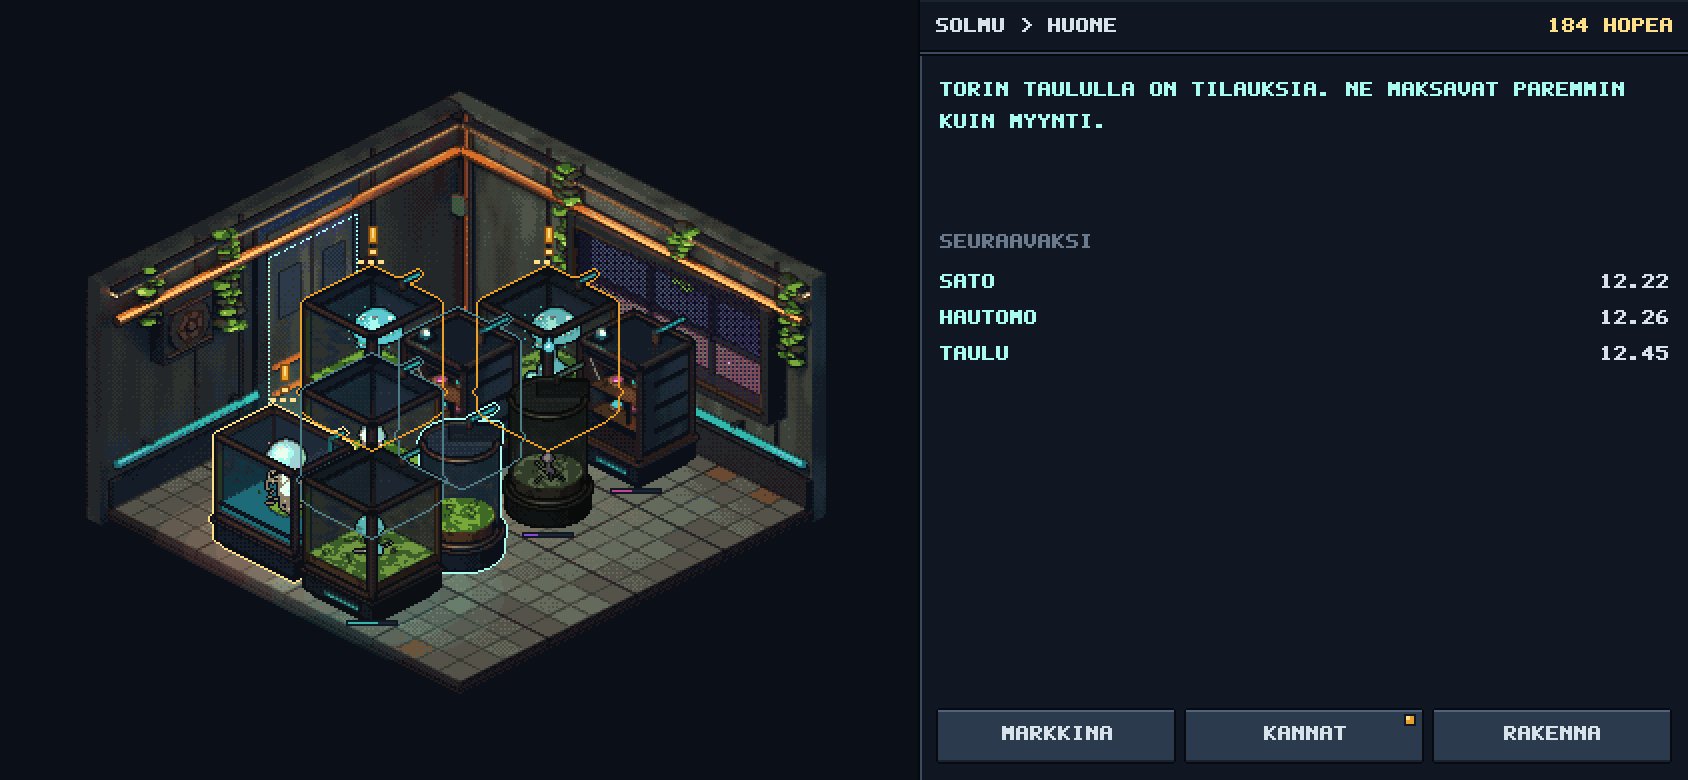 SOLMU > HUONE
184 HOPEA
TORIN TAULULLA ON TILAUKSIA. NE MAKSAVAT PAREMMIN
KUIN MYYNTI.
SEURAAVAKSI
SATO 12.22
HAUTOMO 12.26
TAULU 12.45
MARKKINA
KANNAT
RAKENNA